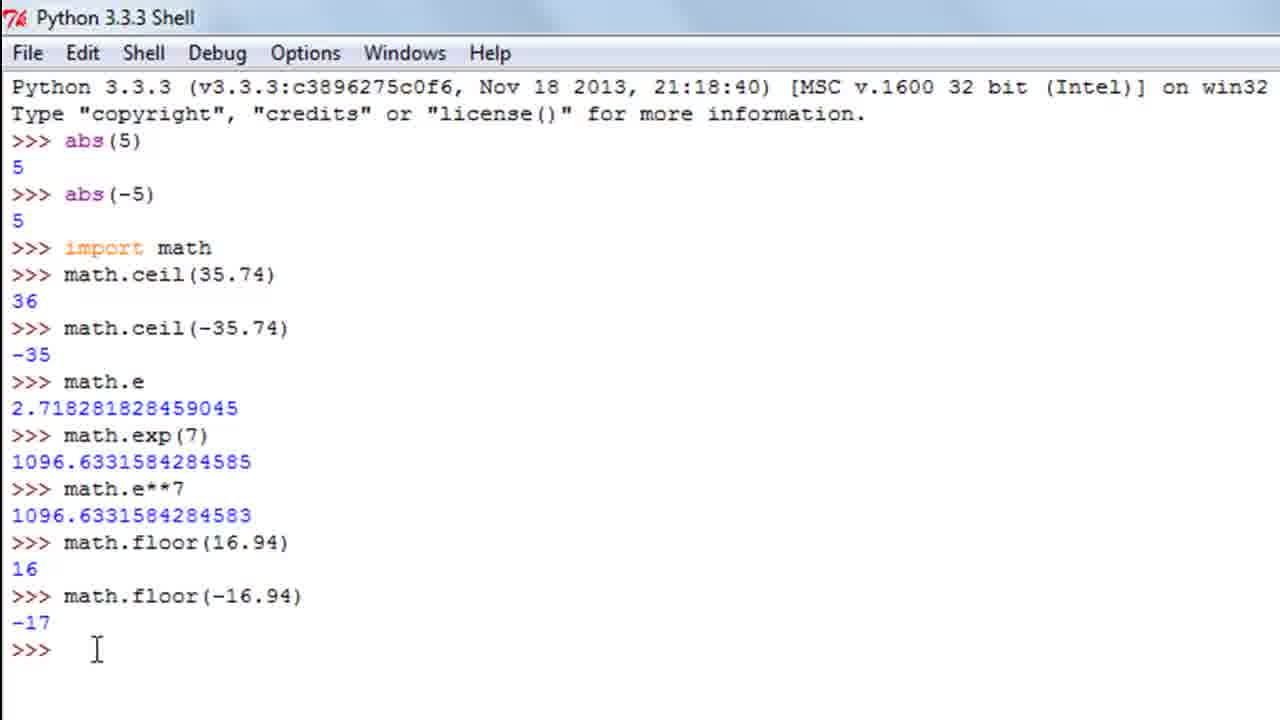 Python 3.3.3 Shell
File Edit Shell Debug Options Windows Help
Python 3.3.3 (v3.3.3:c3896275c0f6, Nov 18 2013, 21:18:40) [MSC v.1600 32 bit (Intel)] on win32
Type "copyright", "credits" or "license()" for more information.
>>> abs(5)
5
>>> abs(-5)
5
>>> import math
>>> math.ceil(35.74)
36
>>> math.ceil(-35.74)
-35
>>> math.e
2.718281828459045
>>> math.exp(7)
1096.6331584284585
>>> math.e**7
1096.6331584284583
>>> math.floor(16.94)
16
>>> math.floor(-16.94)
-17
>>>